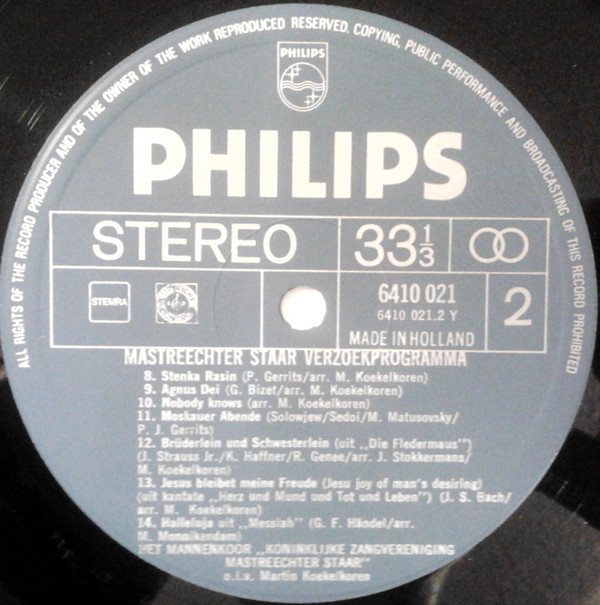 ALL RIGHTS OF THE RECORD PRODUCER AND OF THE OWNER OF THE WORK REPRODUCED RESERVED. COPYING, PUBLIC PERFORMANCE AND BROADCASTING OF THIS RECORD PROHIBITED
PHILIPS
PHILIPS
STEREO 33 1/3
STEMRA 6410 021 2
6410 021.2 Y
MADE IN HOLLAND
MASTREECHTER STAAR VERZOEKPROGRAMMA
8. Stenka Rasin (P. Gerrits/arr. M. Koekelkoren)
9. Agnus Dei (G. Bizet/arr. M. Koekelkoren)
10. Nobody knows (arr. M. Koekelkoren)
11. Moskauer Abende (Solowjew/Sedoi/M. Matusovsky/
P. J. Gerrits)
12. Brüderlein und Schwesterlein (uit ,,Die Fledermaus'')
(J. Strauss Jr./K. Haffner/R. Genee/arr. J. Stokkermans/
M. Koekelkoren)
13. Jesus bleibet meine Freude (Jesu joy of man's desiring)
(uit kantate ,,Herz und Mund und Tot und Leben'') (J. S. Bach/
arr. M. Koekelkoren)
14. Halleluja uit ,,Messiah'' (G. F. Händel/arr.
M. Monnikendam)
HET MANNENKOOR ,,KONINKLIJKE ZANGVERENIGING
MASTREECHTER STAAR''
o.l.v. Martin Koekelkoren